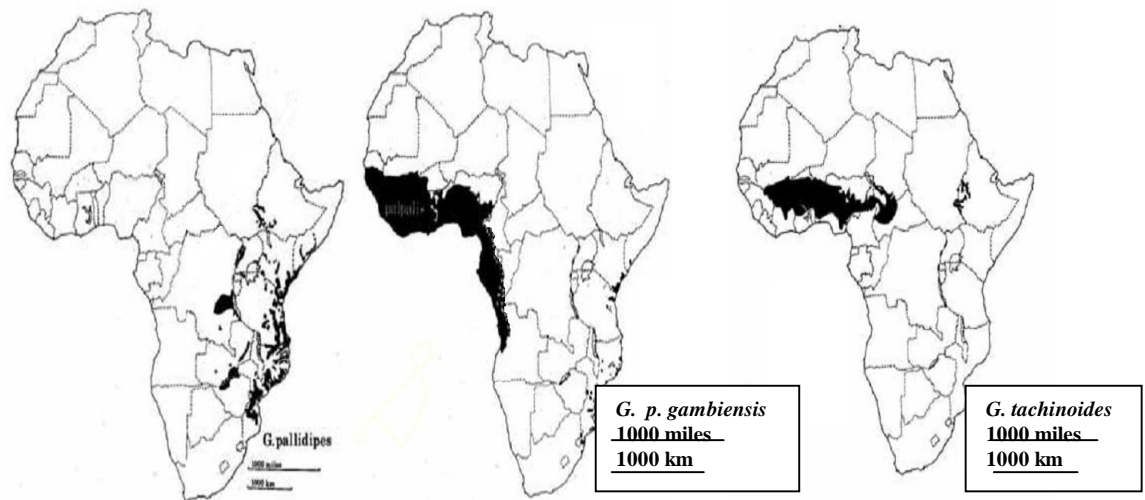 palpalis
G. pallidipes
1000 miles
1000 km
G. p. gambiensis
1000 miles
1000 km
G. tachinoides
1000 miles
1000 km